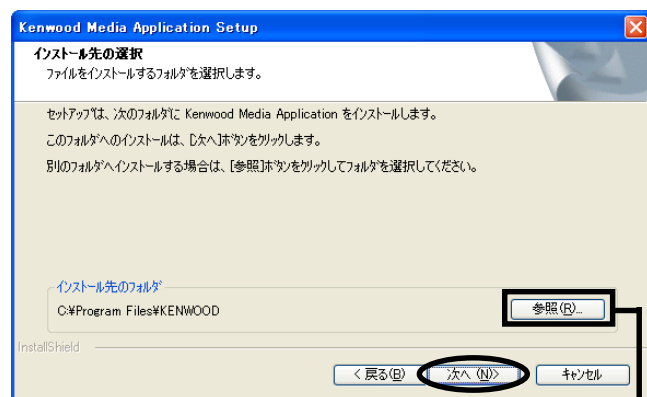 Kenwood Media Application Setup
インストール先の選択
ファイルをインストールするフォルダを選択します。
セットアップは、次のフォルダに Kenwood Media Application をインストールします。
このフォルダへのインストールは、[次へ]ボタンをクリックします。
別のフォルダへインストールする場合は、[参照]ボタンをクリックしてフォルダを選択してください。
インストール先のフォルダ
C:¥Program Files¥KENWOOD
参照(R)...
InstallShield
< 戻る(B)
次へ (N)>
キャンセル